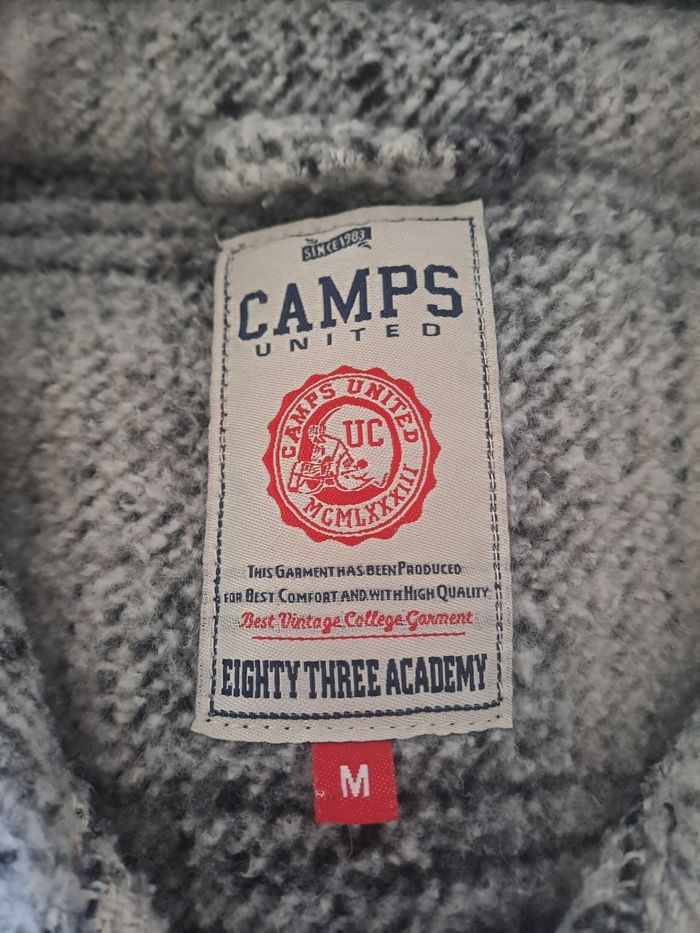 SINCE 1983
CAMPS
UNITED
CAMPS UNITED
UC
MCMLXXXIII
THIS GARMENT HAS BEEN PRODUCED
FOR BEST COMFORT AND WITH HIGH QUALITY
Best Vintage College Garment
EIGHTY THREE ACADEMY
M